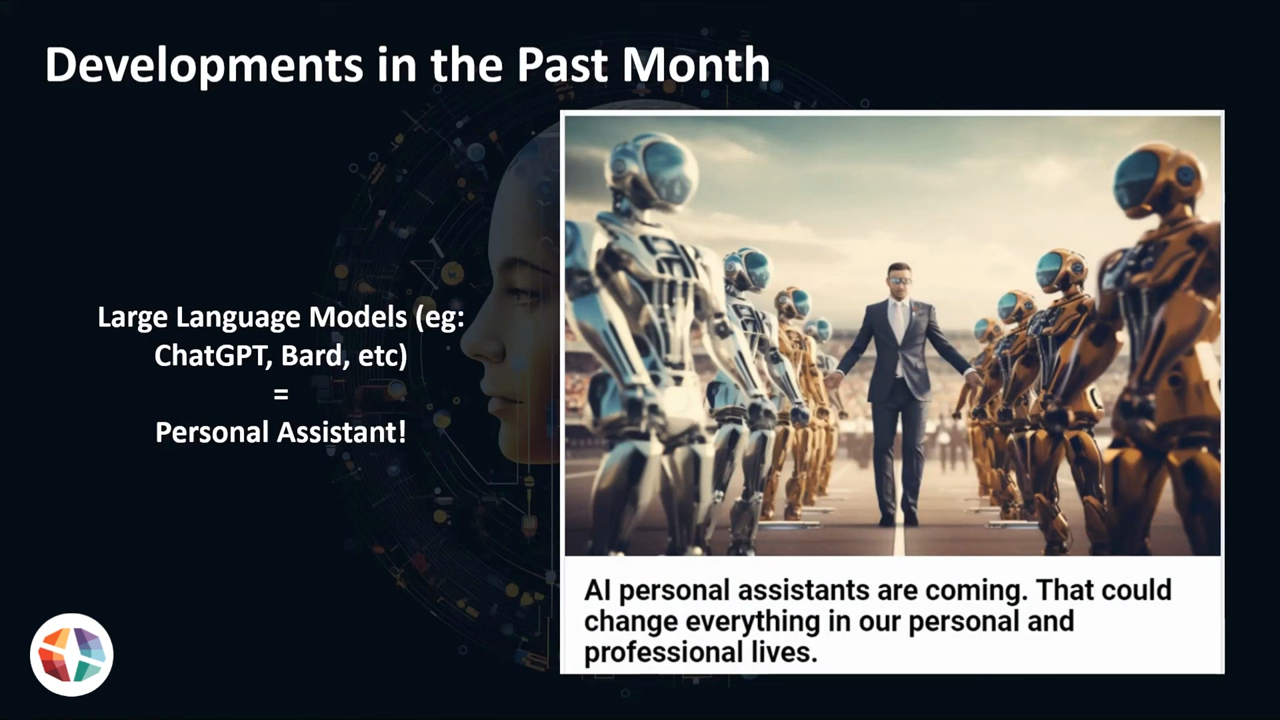 Developments in the Past Month
Large Language Models (eg:
ChatGPT, Bard, etc)
=
Personal Assistant!
AI personal assistants are coming. That could
change everything in our personal and
professional lives.